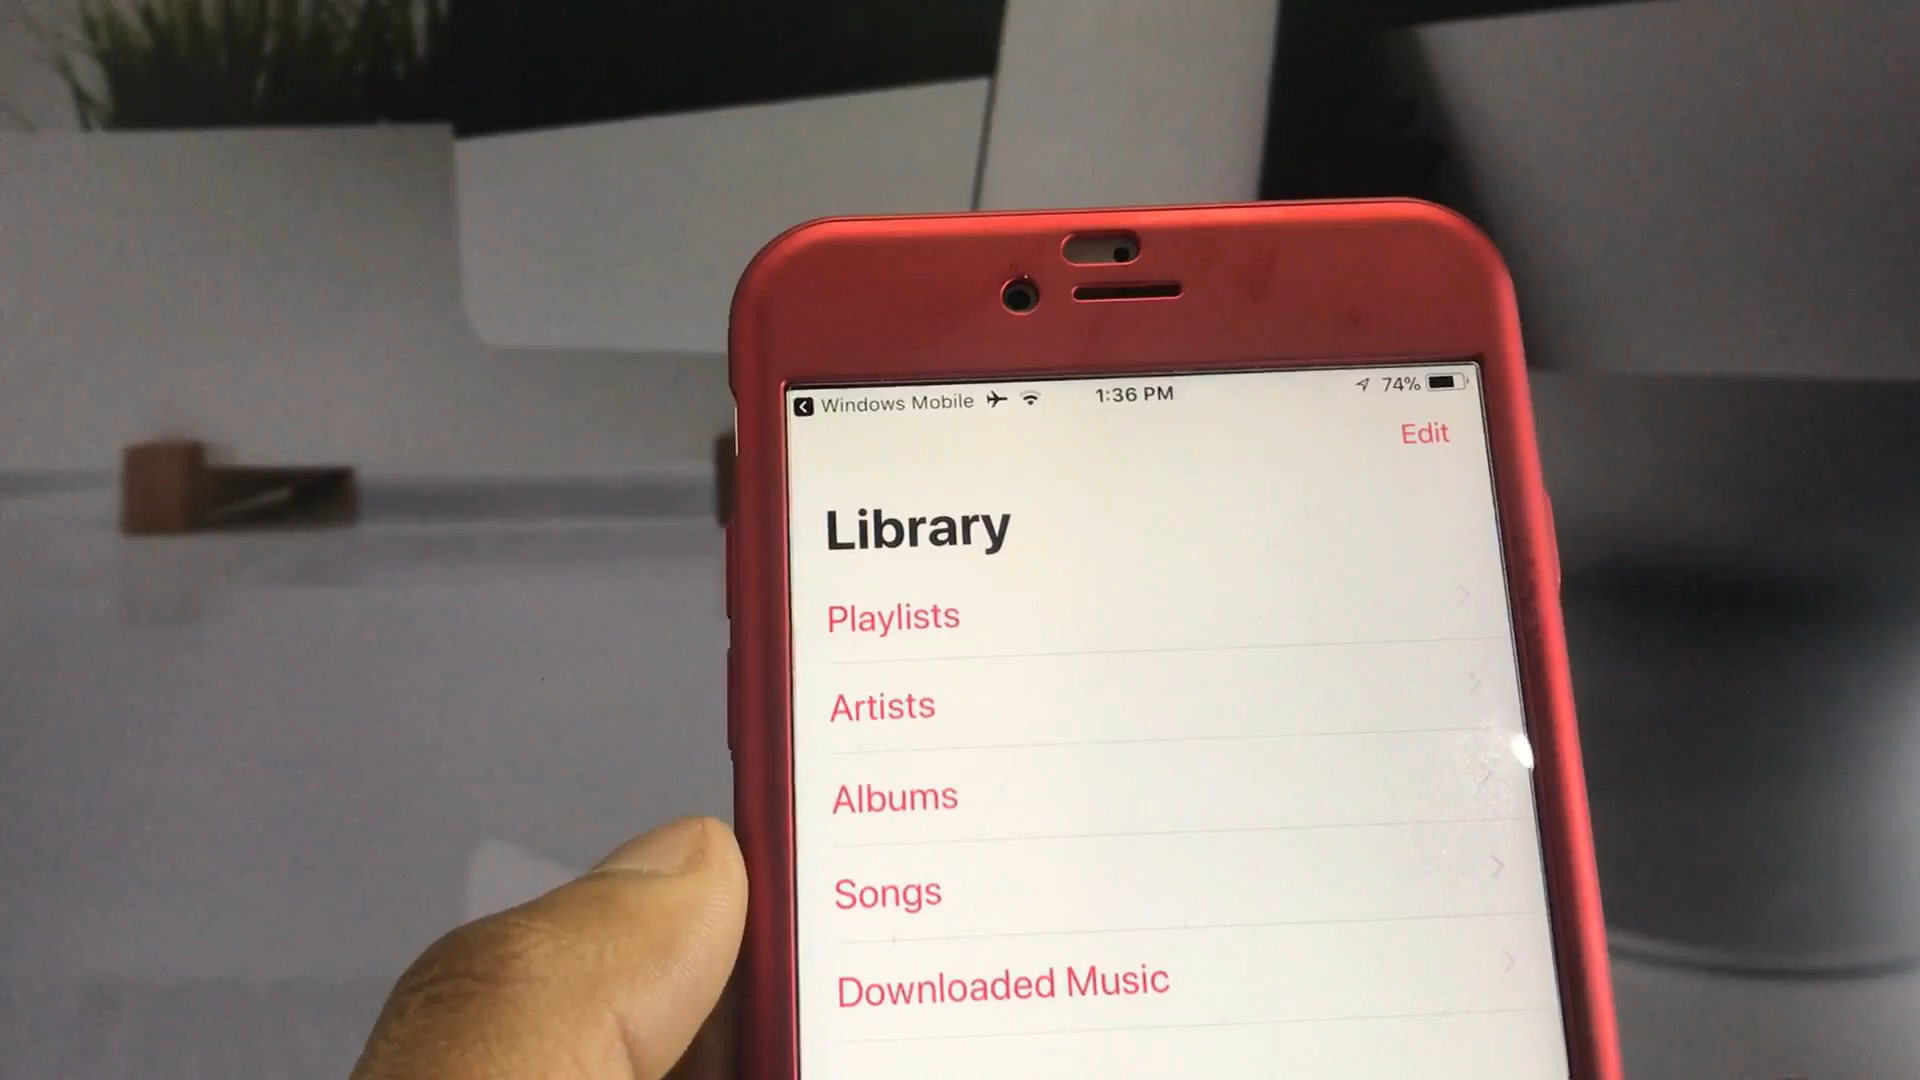 Windows Mobile 1:36 PM 74%
Edit
Library
Playlists
Artists
Albums
Songs
Downloaded Music